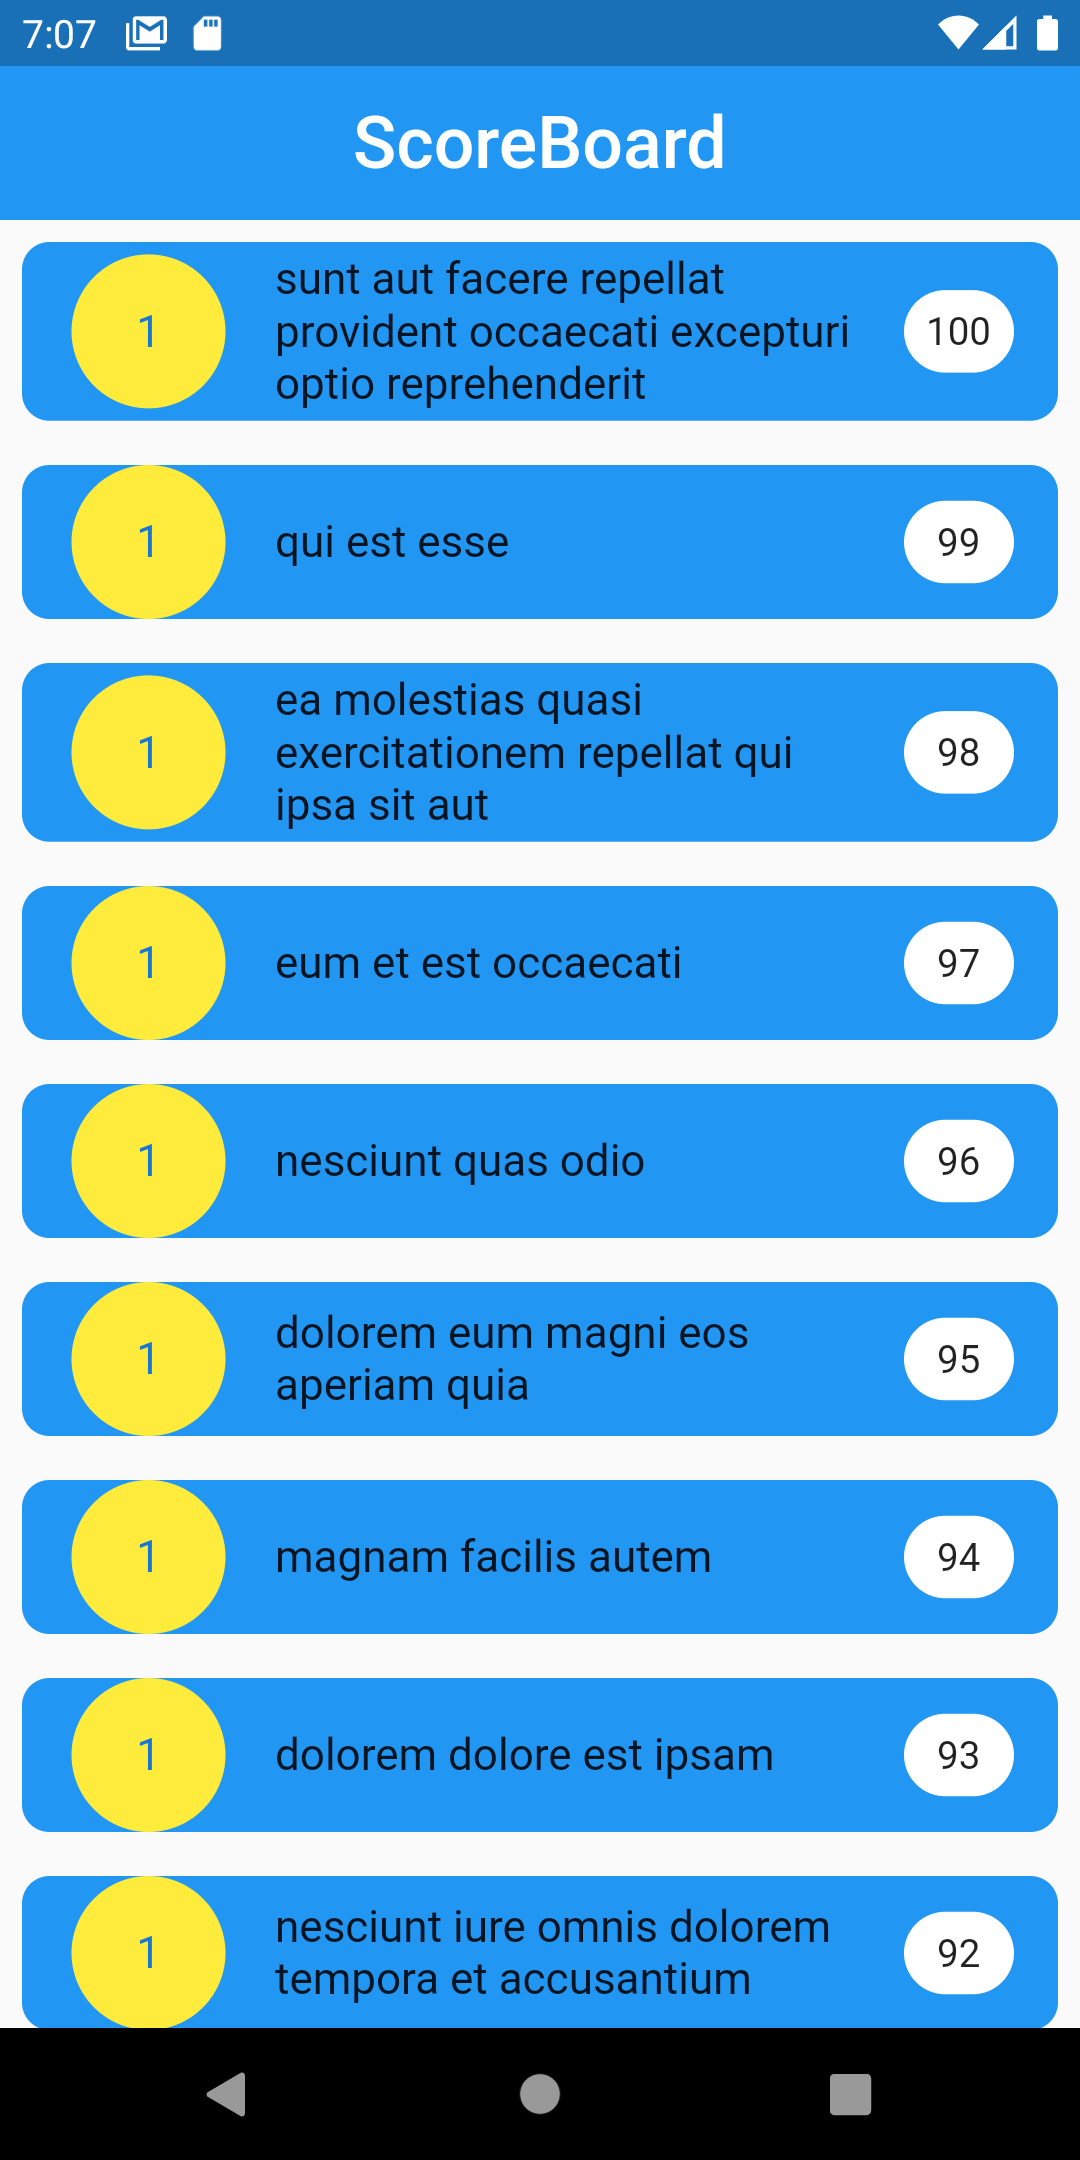 7:07
ScoreBoard
1
sunt aut facere repellat
provident occaecati excepturi
optio reprehenderit
100
1
qui est esse
99
1
ea molestias quasi
exercitationem repellat qui
ipsa sit aut
98
1
eum et est occaecati
97
1
nesciunt quas odio
96
1
dolorem eum magni eos
aperiam quia
95
1
magnam facilis autem
94
1
dolorem dolore est ipsam
93
1
nesciunt iure omnis dolorem
tempora et accusantium
92